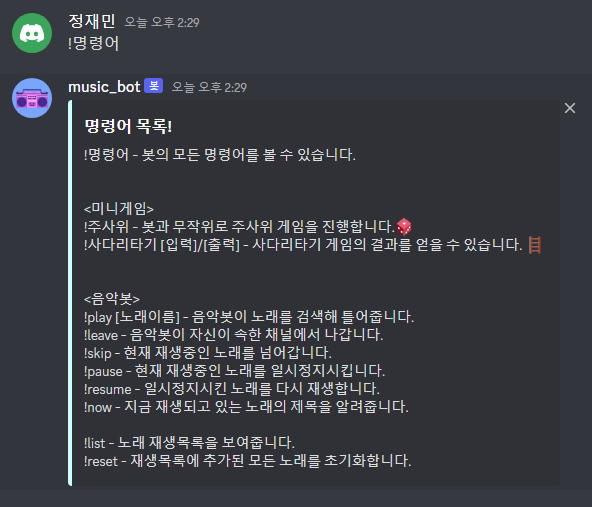 정재민 오늘 오후 2:29
!명령어
music_bot 봇 오늘 오후 2:29
명령어 목록!
!명령어 - 봇의 모든 명령어를 볼 수 있습니다.
<미니게임>
!주사위 - 봇과 무작위로 주사위 게임을 진행합니다.🎲
!사다리타기 [입력]/[출력] - 사다리타기 게임의 결과를 얻을 수 있습니다. 🪜
<음악봇>
!play [노래이름] - 음악봇이 노래를 검색해 틀어줍니다.
!leave - 음악봇이 자신이 속한 채널에서 나갑니다.
!skip - 현재 재생중인 노래를 넘어갑니다.
!pause - 현재 재생중인 노래를 일시정지시킵니다.
!resume - 일시정지시킨 노래를 다시 재생합니다.
!now - 지금 재생되고 있는 노래의 제목을 알려줍니다.
!list - 노래 재생목록을 보여줍니다.
!reset - 재생목록에 추가된 모든 노래를 초기화합니다.